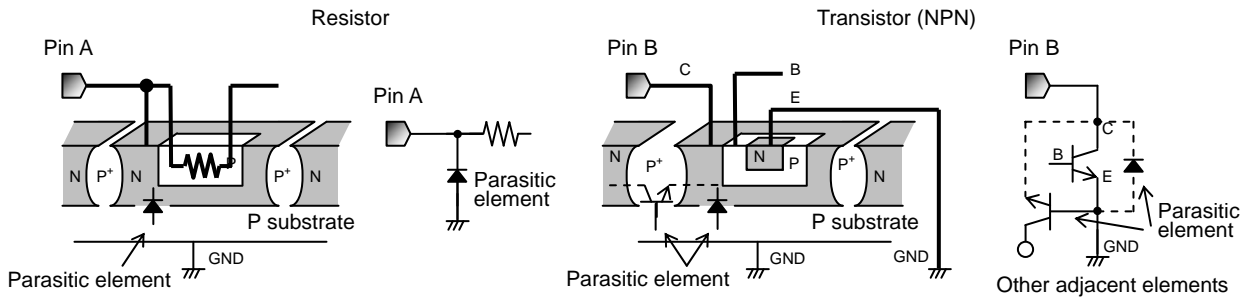 Resistor
Transistor (NPN)
Pin A
Pin A
Pin B
Pin B
C
B
E
C
B
E
N
P+
N
P
P+
N
N
P+
N
P
P+
N
Parasitic
element
P substrate
P substrate
Parasitic
element
GND
GND
GND
GND
Parasitic element
Parasitic element
Other adjacent elements